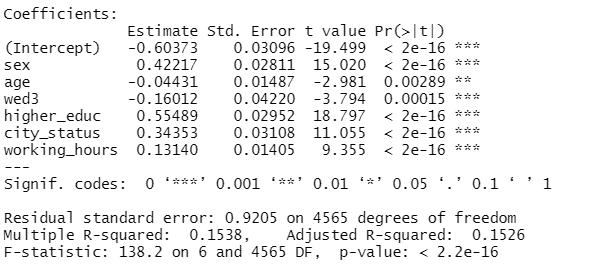 Coefficients:
Estimate Std. Error t value Pr(>|t|)
(Intercept) -0.60373 0.03096 -19.499 < 2e-16 ***
sex 0.42217 0.02811 15.020 < 2e-16 ***
age -0.04431 0.01487 -2.981 0.00289 **
wed3 -0.16012 0.04220 -3.794 0.00015 ***
higher_educ 0.55489 0.02952 18.797 < 2e-16 ***
city_status 0.34353 0.03108 11.055 < 2e-16 ***
working_hours 0.13140 0.01405 9.355 < 2e-16 ***
---
Signif. codes: 0 ‘***’ 0.001 ‘**’ 0.01 ‘*’ 0.05 ‘.’ 0.1 ‘ ’ 1
Residual standard error: 0.9205 on 4565 degrees of freedom
Multiple R-squared: 0.1538, Adjusted R-squared: 0.1526
F-statistic: 138.2 on 6 and 4565 DF, p-value: < 2.2e-16